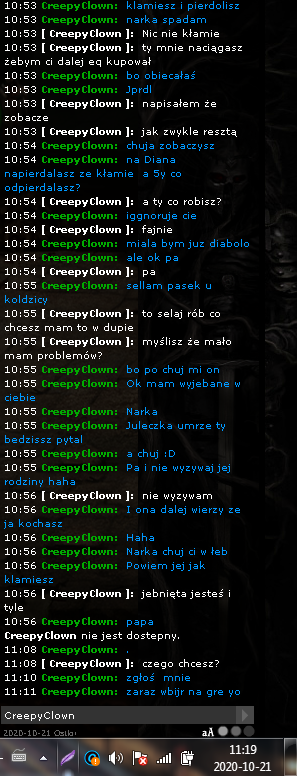 10:53 CreepyClown: klamiesz i pierdolisz
10:53 CreepyClown: narka spadam
10:53 [ CreepyClown ]: Nic nie kłamie
10:53 [ CreepyClown ]: ty mnie naciągasz
żebym ci dalej eq kupował
10:53 CreepyClown: bo obiecałaś
10:53 CreepyClown: Jprdl
10:53 [ CreepyClown ]: napisałem że
zobacze
10:53 [ CreepyClown ]: jak zwykle resztą
10:54 CreepyClown: chuja zobaczysz
10:54 CreepyClown: na Diana
napierdalasz ze kłamie a 5y co
odpierdalasz?
10:54 [ CreepyClown ]: a ty co robisz?
10:54 CreepyClown: iggnoruje cie
10:54 [ CreepyClown ]: fajnie
10:54 CreepyClown: miala bym juz diabolo
10:54 CreepyClown: ale ok pa
10:54 [ CreepyClown ]: pa
10:55 CreepyClown: sellam pasek u
koldzicy
10:55 [ CreepyClown ]: to selaj rób co
chcesz mam to w dupie
10:55 [ CreepyClown ]: myślisz że mało
mam problemów?
10:55 CreepyClown: bo po chuj mi on
10:55 CreepyClown: Ok mam wyjebane w
ciebie
10:55 CreepyClown: Narka
10:55 CreepyClown: Juleczka umrze ty
bedzissz pytal
10:55 CreepyClown: a chuj :D
10:55 CreepyClown: Pa i nie wyzywaj jej
rodziny haha
10:56 [ CreepyClown ]: nie wyzywam
10:56 CreepyClown: I ona dalej wierzy ze
ja kochasz
10:56 CreepyClown: Haha
10:56 CreepyClown: Narka chuj ci w łeb
10:56 CreepyClown: Powiem jej jak
klamiesz
10:56 [ CreepyClown ]: jebnięta jesteś i
tyle
10:56 CreepyClown: papa
CreepyClown nie jest dostepny.
11:08 CreepyClown: .
11:08 [ CreepyClown ]: czego chcesz?
11:10 CreepyClown: zgłoś mnie
11:11 CreepyClown: zaraz wbijr na gre yo
CreepyClown
2020-10-21
aA
11:19
2020-10-21